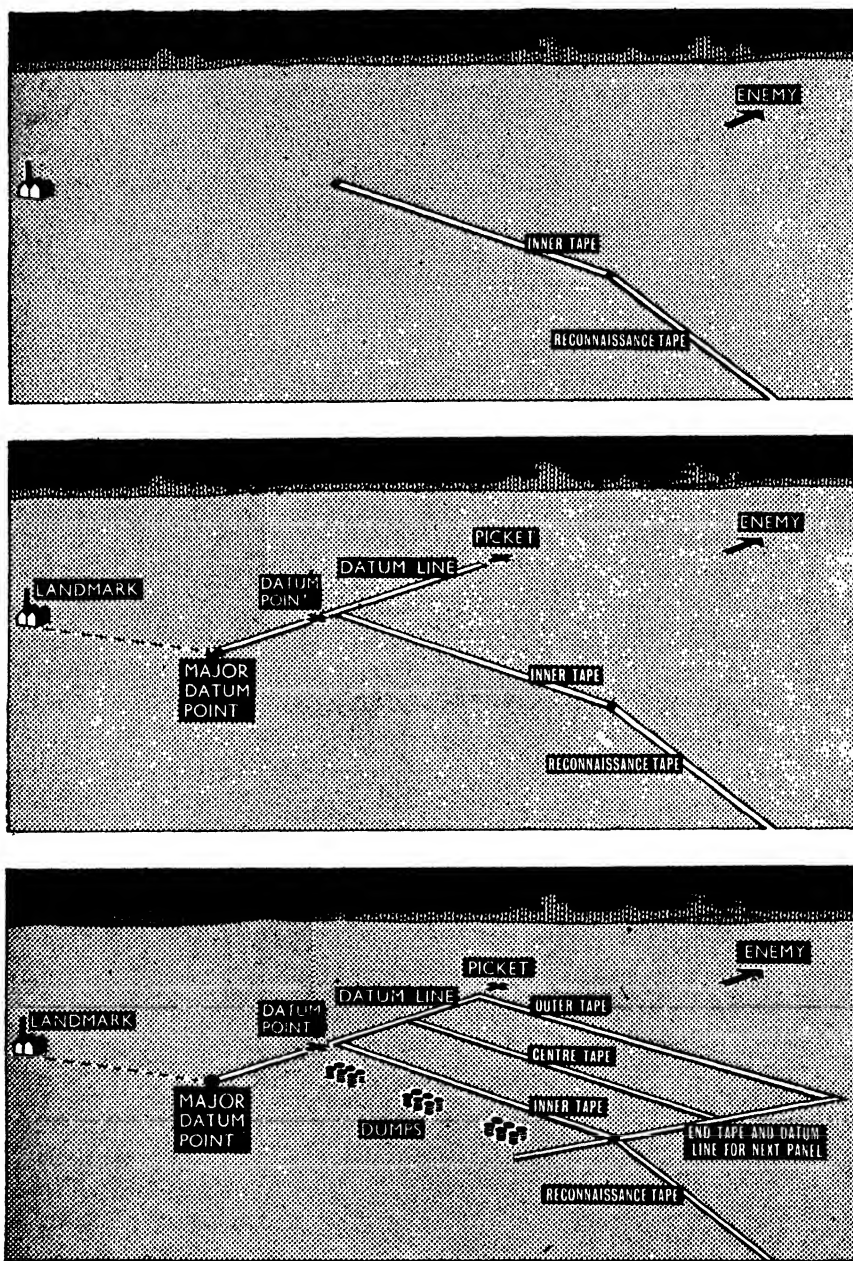 ENEMY
INNER TAPE
RECONNAISSANCE TAPE
ENEMY
PICKET
DATUM LINE
LANDMARK
DATUM
POINT
MAJOR
DATUM
POINT
INNER TAPE
RECONNAISSANCE TAPE
ENEMY
PICKET
DATUM LINE
OUTER TAPE
LANDMARK
DATUM
POINT
CENTRE TAPE
MAJOR
DATUM
POINT
INNER TAPE
DUMPS
END TAPE AND DATUM
LINE FOR NEXT PANEL
RECONNAISSANCE TAPE